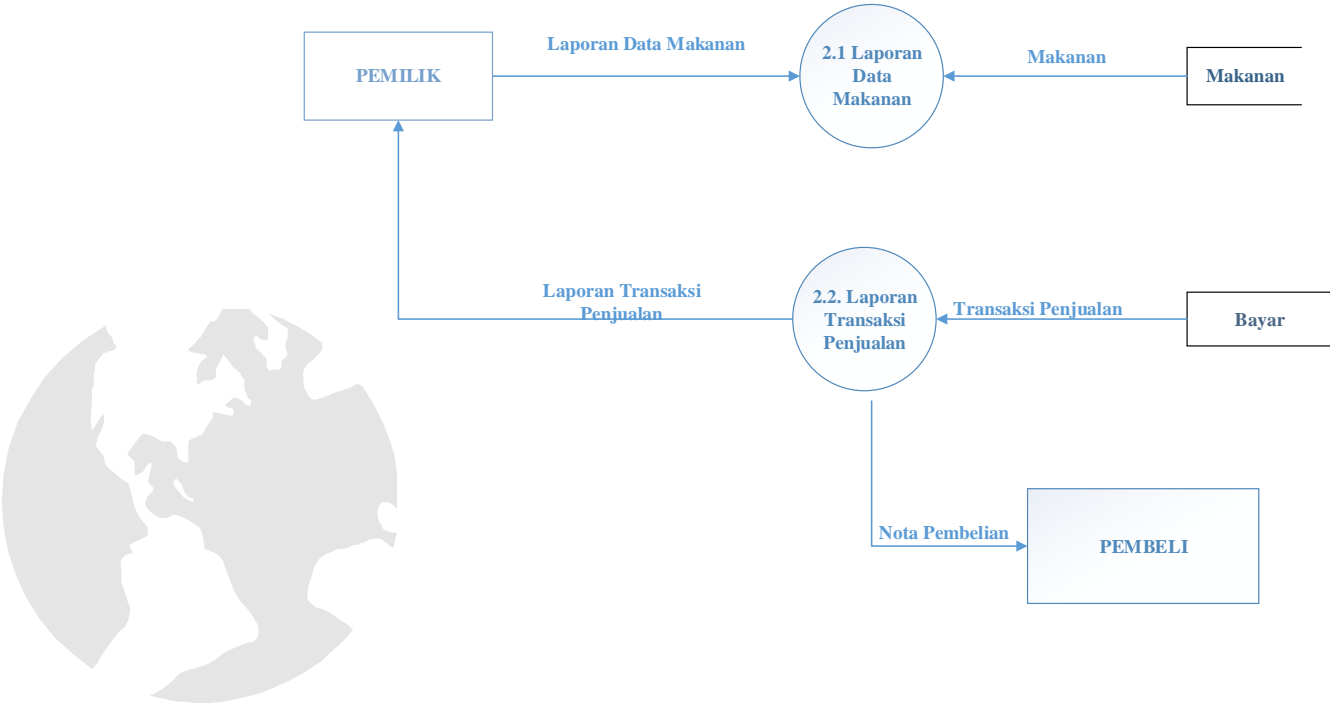 Laporan Data Makanan
PEMILIK
2.1 Laporan
Data
Makanan
Makanan
Makanan
Laporan Transaksi
Penjualan
2.2. Laporan
Transaksi
Penjualan
Transaksi Penjualan
Bayar
Nota Pembelian
PEMBELI